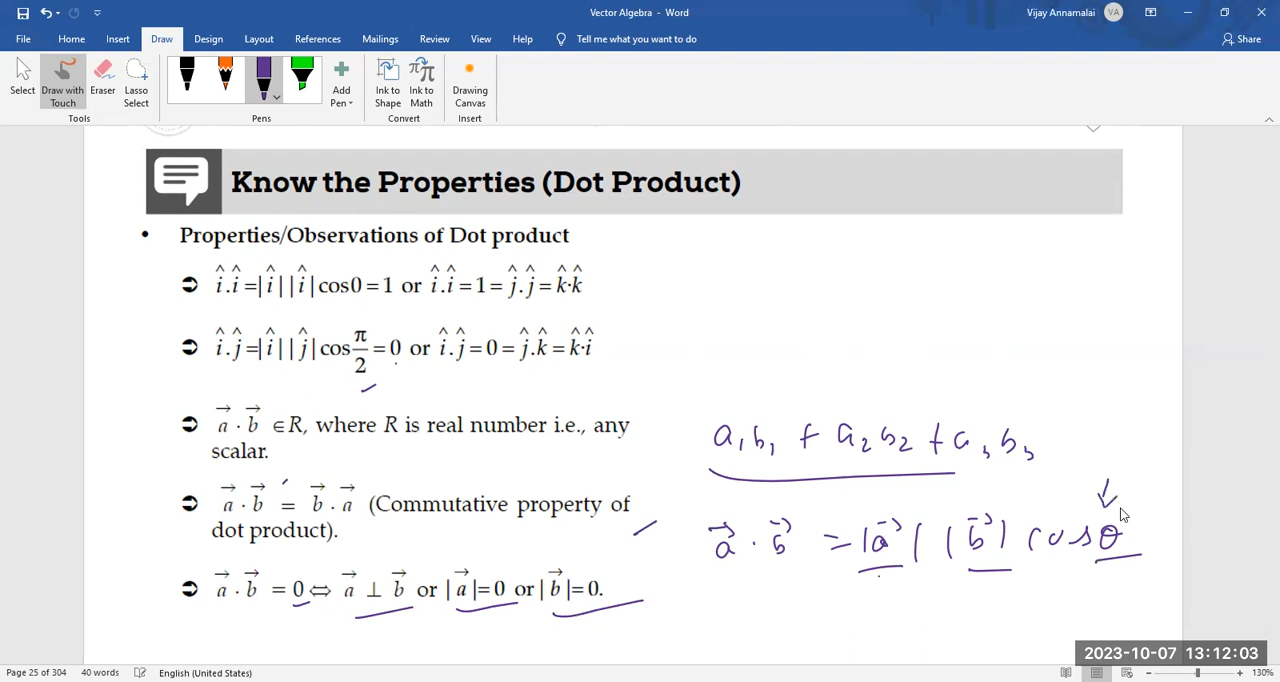 Vector Algebra - Word
Vijay Annamalai VA
File Home Insert Draw Design Layout References Mailings Review View Help Tell me what you want to do Share
Select Draw with Touch Eraser Lasso Select Add Pen Ink to Shape Ink to Math Drawing Canvas
Tools Pens Convert Insert
Know the Properties (Dot Product)
• Properties/Observations of Dot product
➲ î.î=|î||î|cos0=1 or î.î=1=ĵ.ĵ=k̂·k̂
➲ î.ĵ=|î||ĵ|cos π/2=0 or î.ĵ=0=ĵ.k̂=k̂·î
➲ a⃗ · b⃗ ∈R, where R is real number i.e., any
scalar.
a₁b₁ + a₂b₂ + a₃b₃
➲ a⃗ · b⃗ = b⃗ · a⃗ (Commutative property of
dot product).
a⃗ · b⃗ = |a⃗| |b⃗| cos θ
➲ a⃗ · b⃗ = 0 ⇔ a⃗ ⊥ b⃗ or |a⃗|=0 or |b⃗|=0.
2023-10-07 13:12:03
Page 25 of 304 40 words English (United States) 130%